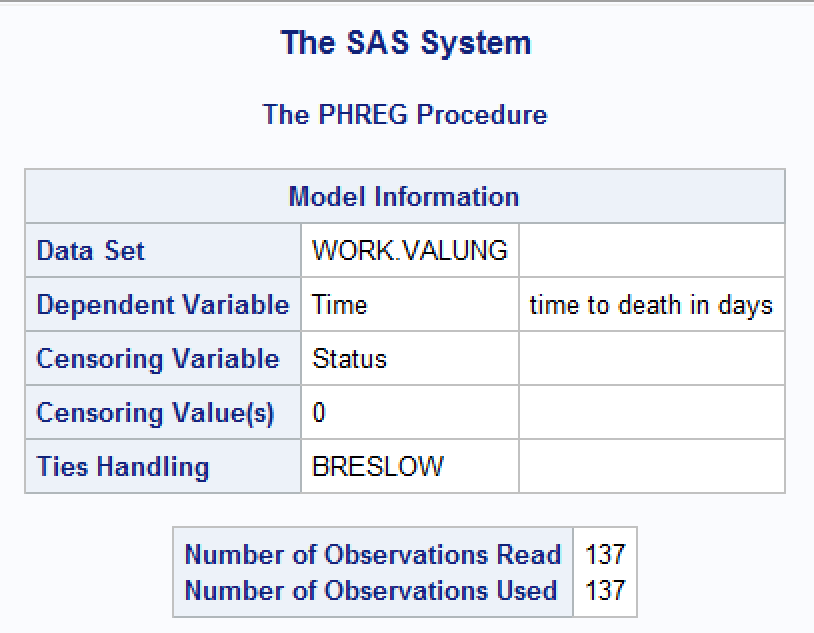 The SAS System
The PHREG Procedure
Model Information
Data Set WORK.VALUNG
Dependent Variable Time time to death in days
Censoring Variable Status
Censoring Value(s) 0
Ties Handling BRESLOW
Number of Observations Read 137
Number of Observations Used 137